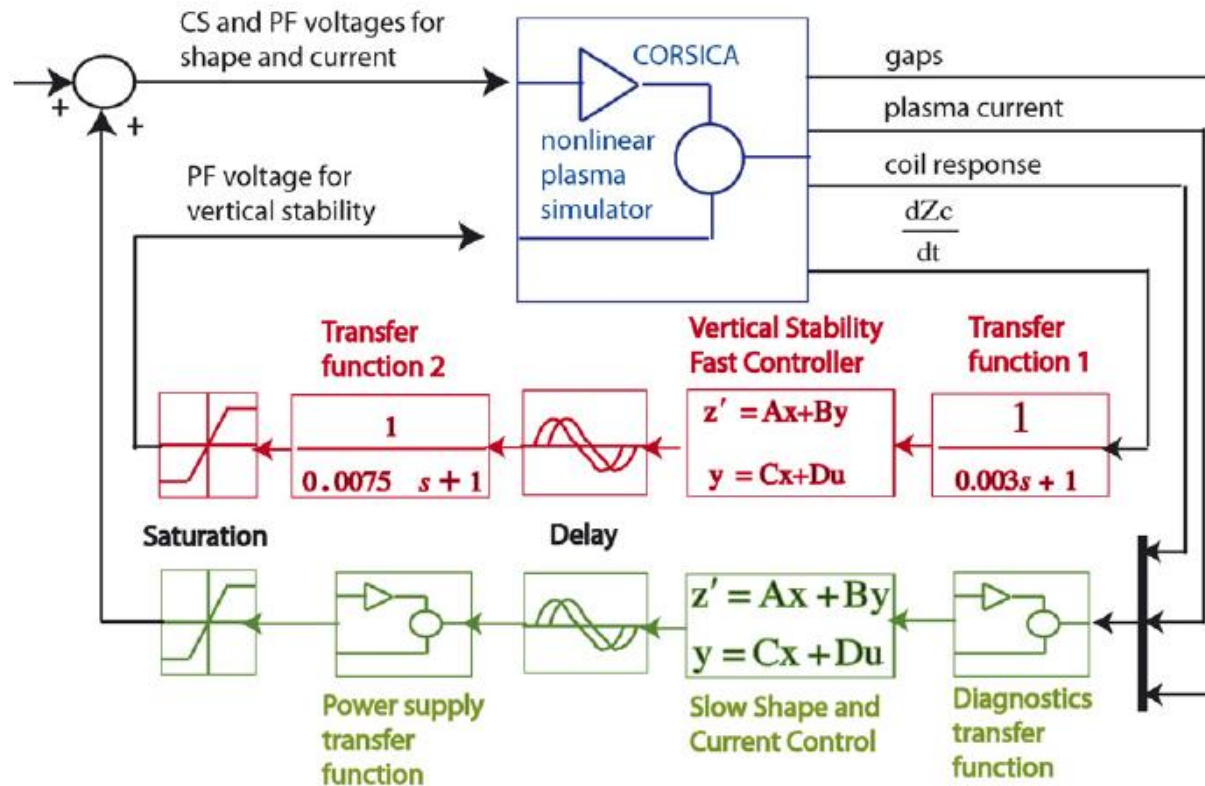 CS and PF voltages for
shape and current
+
+
CORSICA
nonlinear
plasma
simulator
gaps
plasma current
coil response
dZc
dt
PF voltage for
vertical stability
Transfer
function 2
Vertical Stability
Fast Controller
Transfer
function 1
1
0.0075 s + 1
z' = Ax+By
y = Cx+Du
1
0.003s + 1
Saturation
Delay
z' = Ax + By
y = Cx + Du
Power supply
transfer
function
Slow Shape and
Current Control
Diagnostics
transfer
function